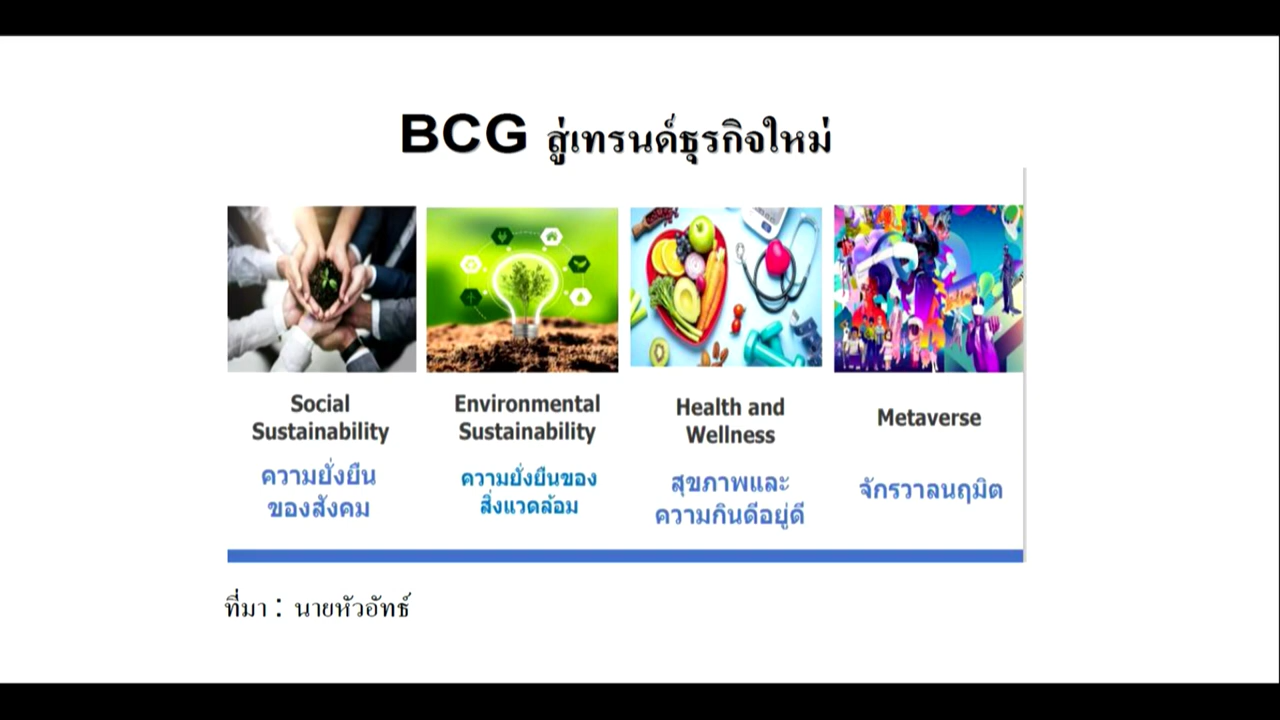 BCG สู่เทรนด์ธุรกิจใหม่
Social
Sustainability
ความยั่งยืน
ของสังคม
Environmental
Sustainability
ความยั่งยืนของ
สิ่งแวดล้อม
Health and
Wellness
สุขภาพและ
ความกินดีอยู่ดี
Metaverse
จักรวาลนฤมิต
ที่มา : นายหัวอัทธ์